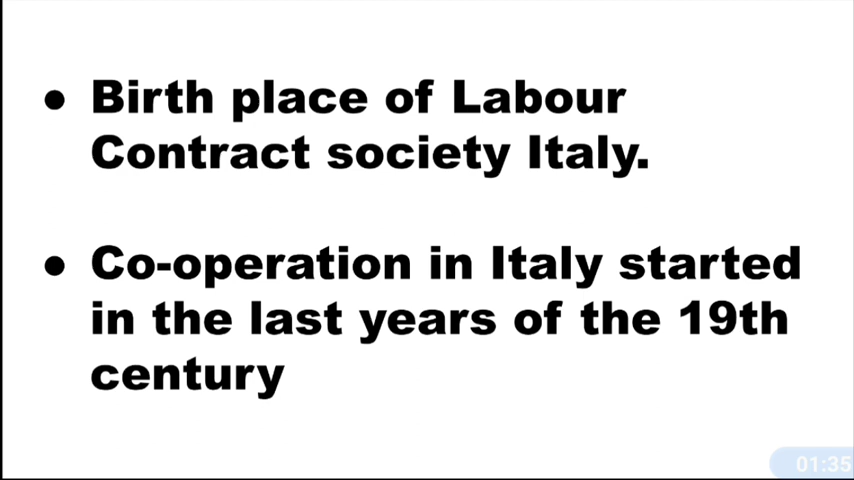 ● Birth place of Labour
Contract society Italy.
● Co-operation in Italy started
in the last years of the 19th
century
01:35